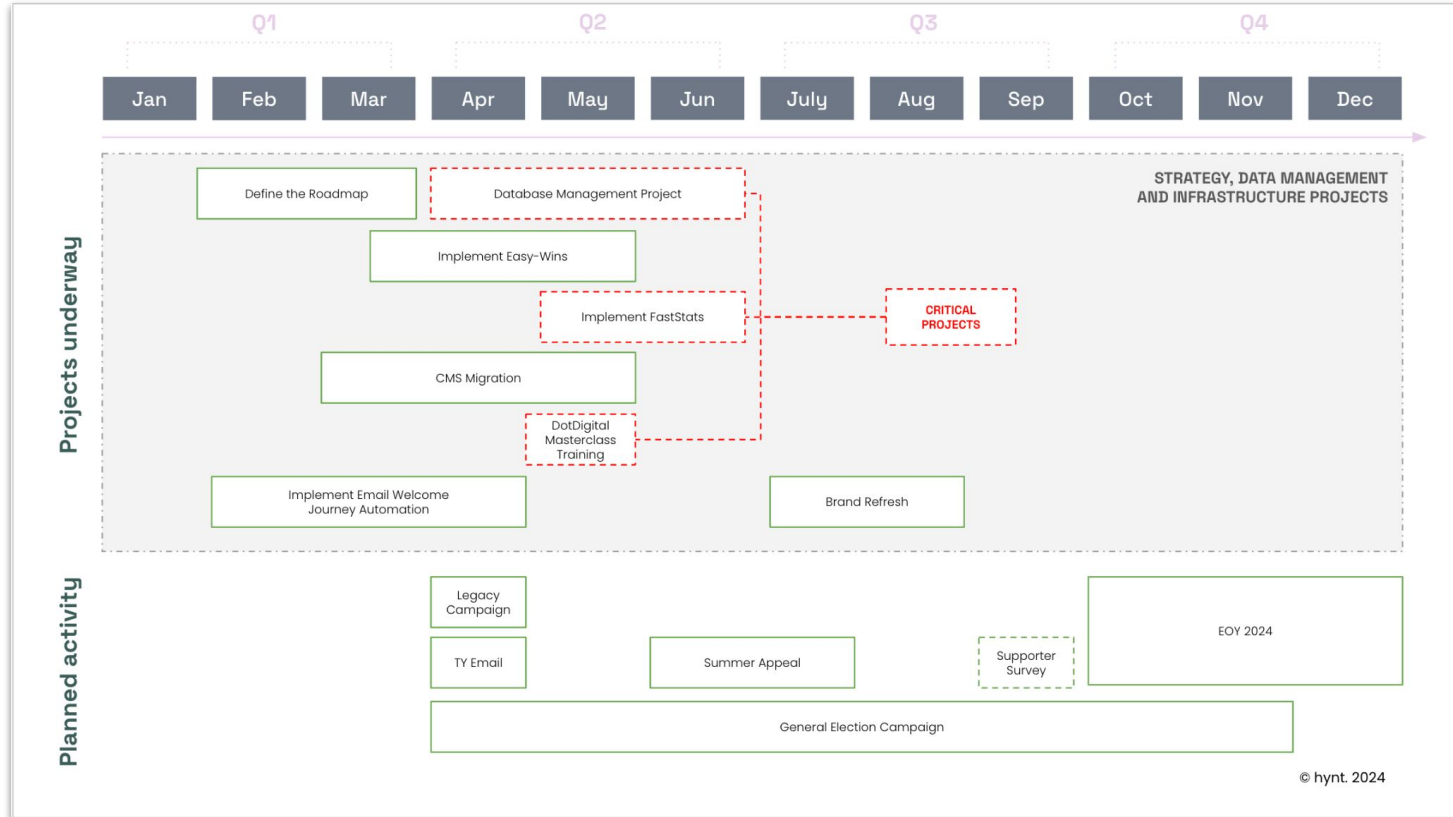 Q1
Q2
Q3
Q4
Jan
Feb
Mar
Apr
May
Jun
July
Aug
Sep
Oct
Nov
Dec
Projects underway
STRATEGY, DATA MANAGEMENT
AND INFRASTRUCTURE PROJECTS
Define the Roadmap
Database Management Project
Implement Easy-Wins
Implement FastStats
CRITICAL
PROJECTS
CMS Migration
DotDigital
Masterclass
Training
Implement Email Welcome
Journey Automation
Brand Refresh
Planned activity
Legacy
Campaign
EOY 2024
TY Email
Summer Appeal
Supporter
Survey
General Election Campaign
© hynt. 2024